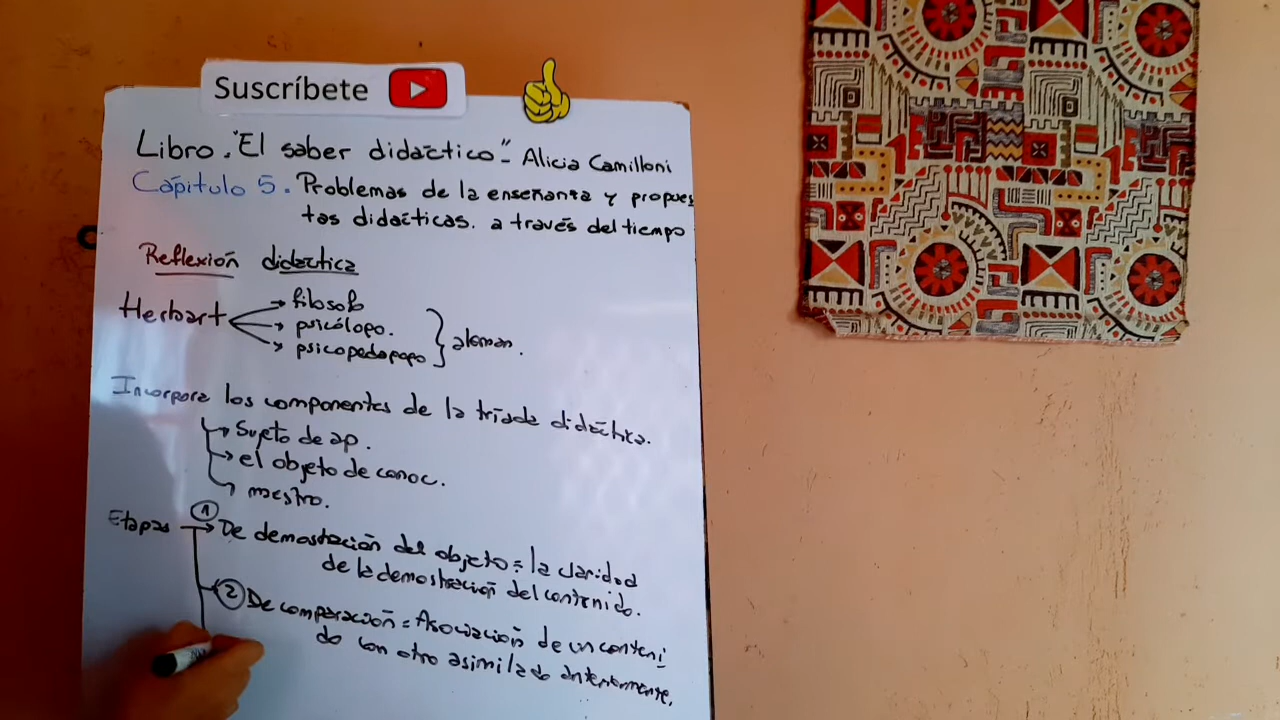 Suscríbete
Libro. "El saber didáctico" - Alicia Camilloni
Capítulo 5. Problemas de la enseñanza y propues
tas didácticas. a través del tiempo
Reflexión didáctica
Herbart → filosofo
→ psicólogo.
→ psicopedagogo } alemán.
Incorpora los componentes de la tríada didáctica.
→ Sujeto de ap.
→ el objeto de conoc.
→ maestro.
Etapas → ① De demostración del objeto = la claridad
de la demostración del contenido.
② De comparación = Asociación de un conteni
do con otro asimilado anteriormente.